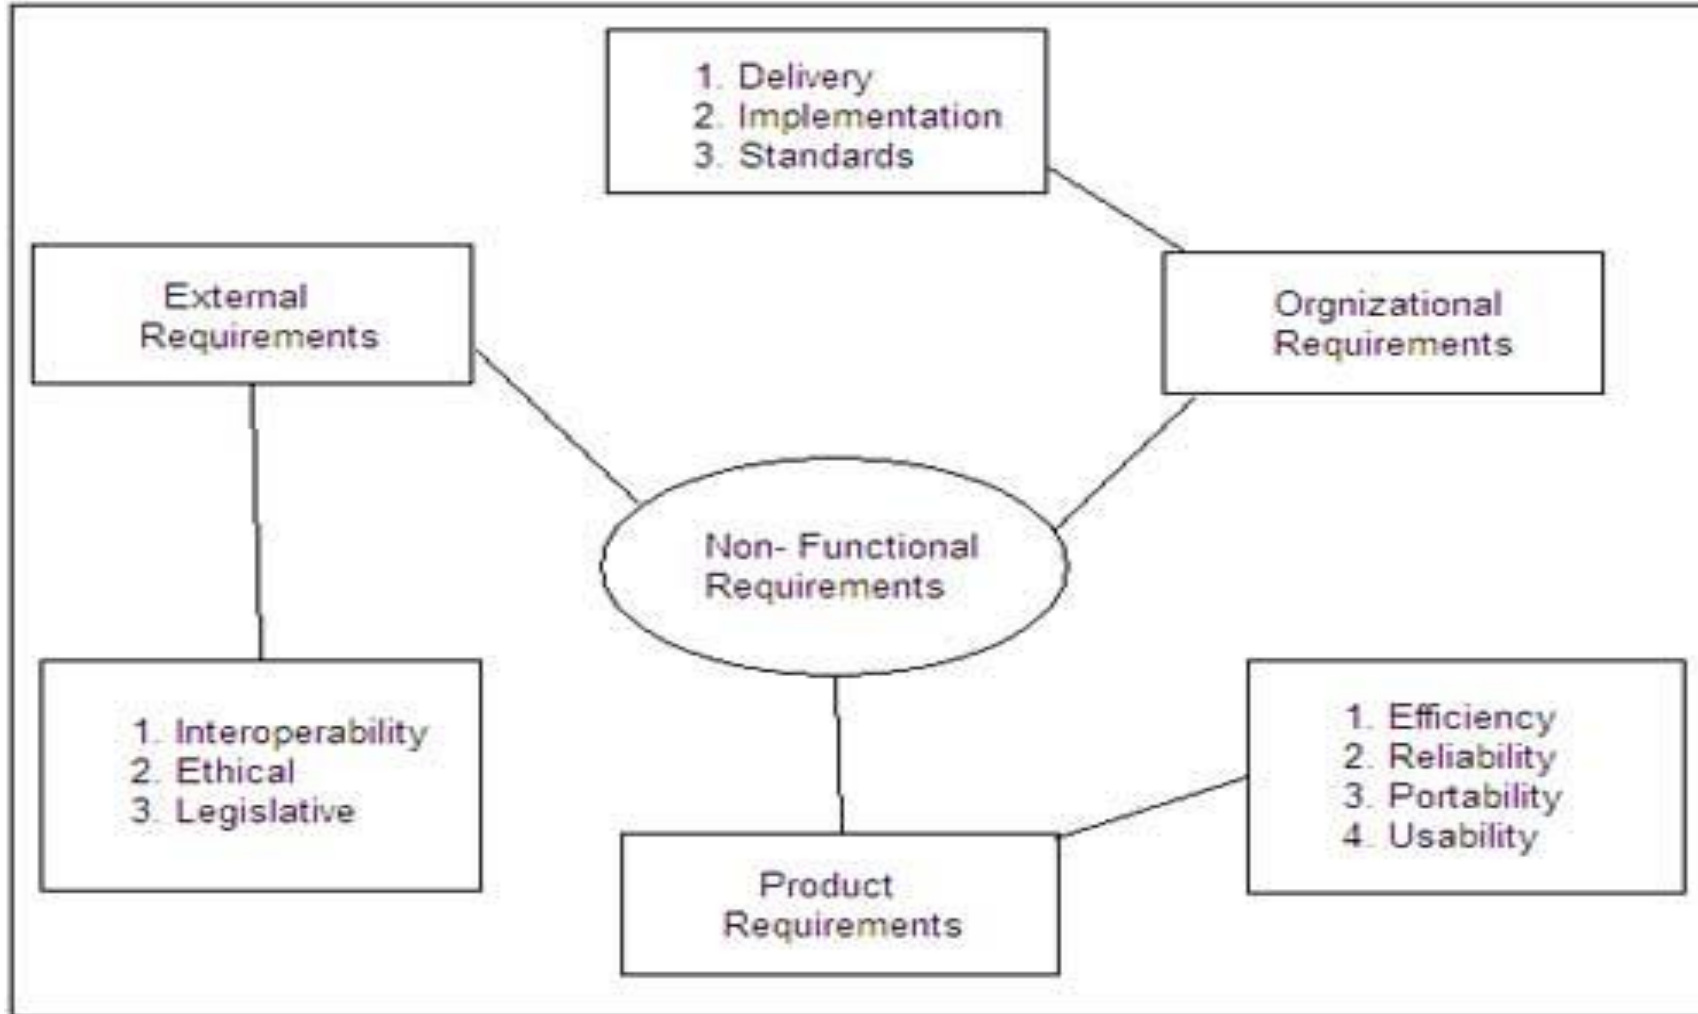 1. Delivery
2. Implementation
3. Standards
External
Requirements
Orgnizational
Requirements
Non- Functional
Requirements
1. Interoperability
2. Ethical
3. Legislative
1. Efficiency
2. Reliability
3. Portability
4. Usability
Product
Requirements